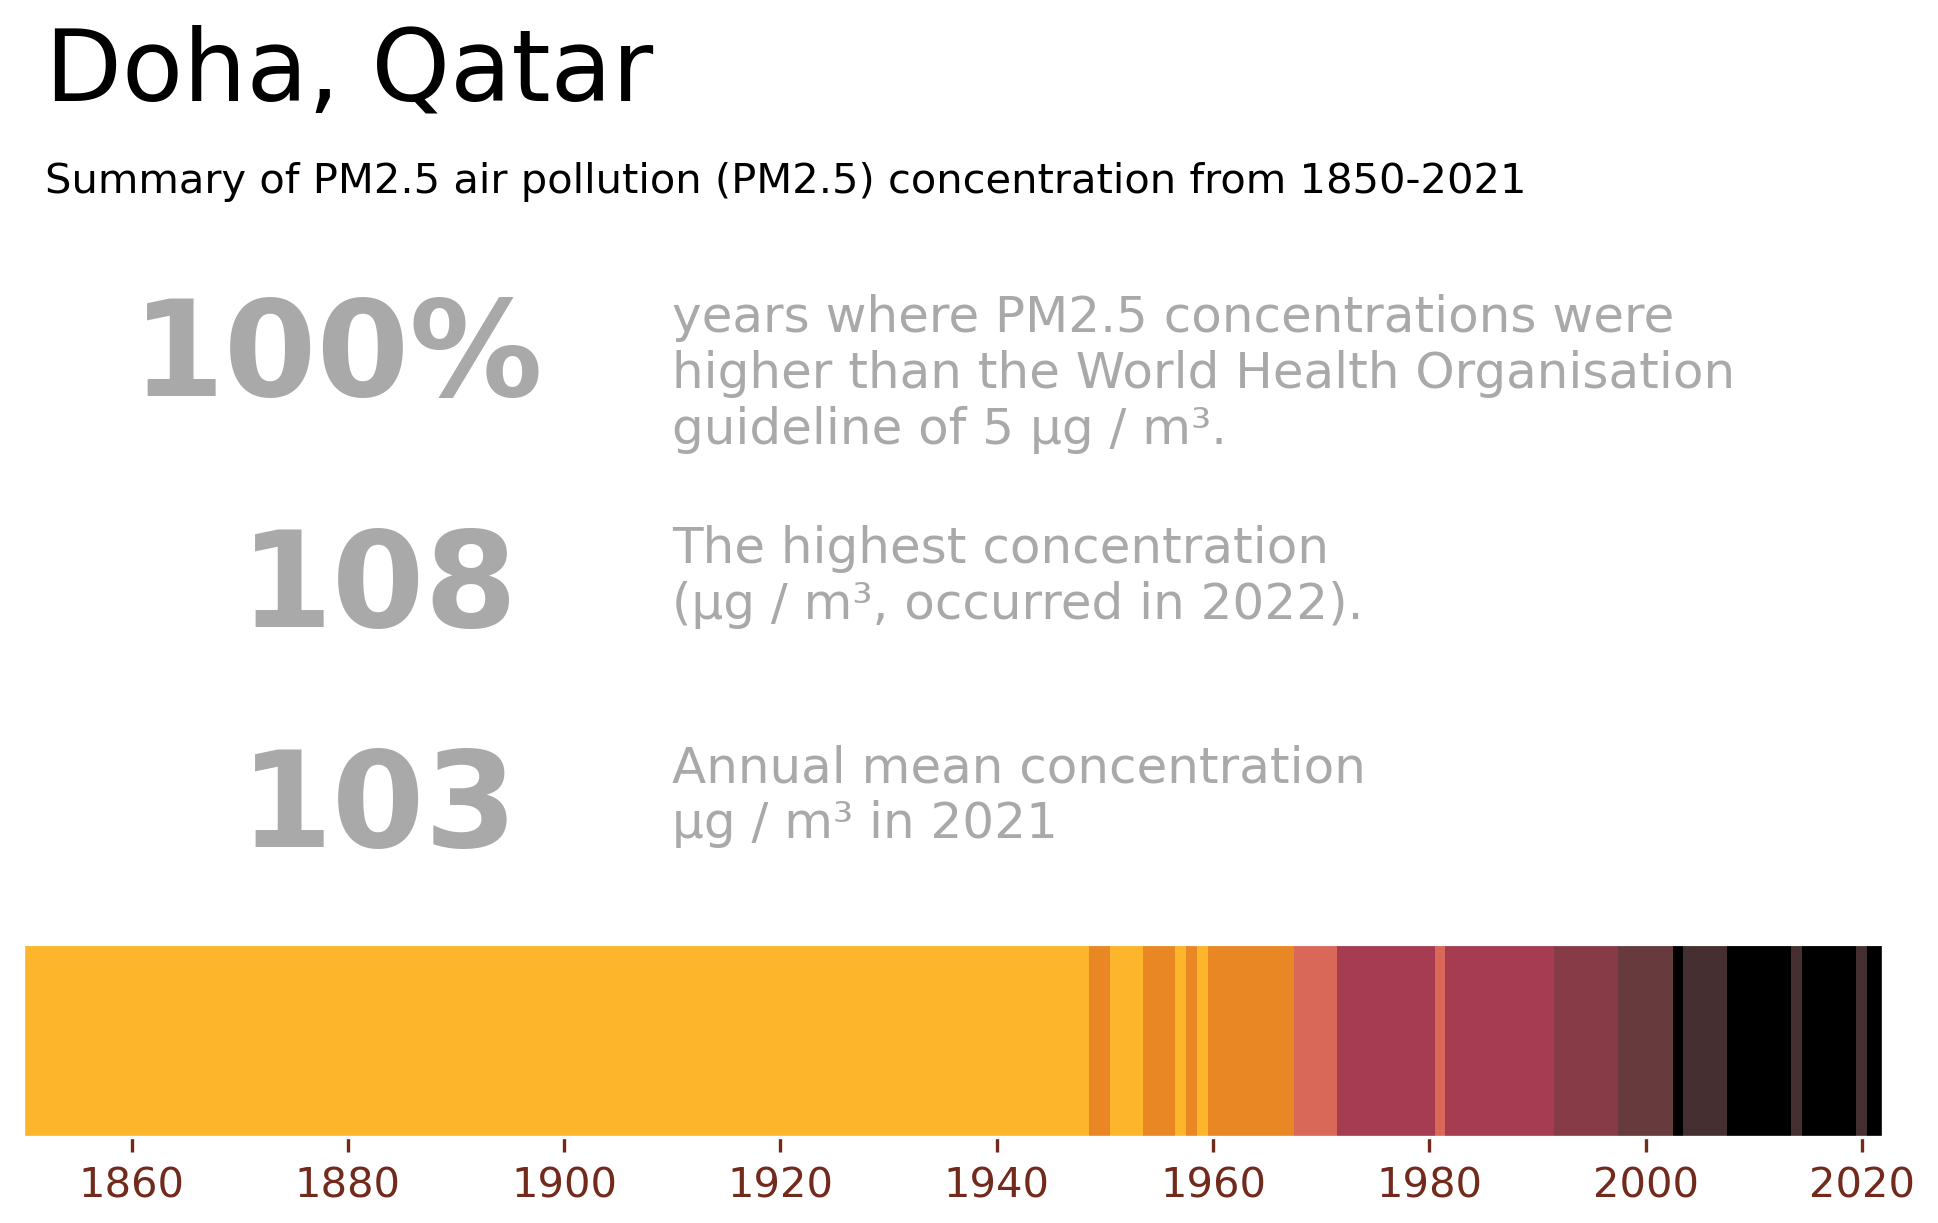 Doha, Qatar
Summary of PM2.5 air pollution (PM2.5) concentration from 1850-2021
100%
years where PM2.5 concentrations were
higher than the World Health Organisation
guideline of 5 µg / m³.
108
The highest concentration
(µg / m³, occurred in 2022).
103
Annual mean concentration
µg / m³ in 2021
1860 1880 1900 1920 1940 1960 1980 2000 2020